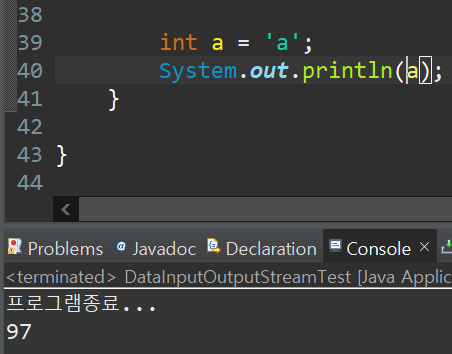 38
39 int a = 'a';
40 System.out.println(a);
41 }
42
43 }
44
Problems @ Javadoc Declaration Console
<terminated> DataInputOutputStreamTest [Java Applic
프로그램종료...
97